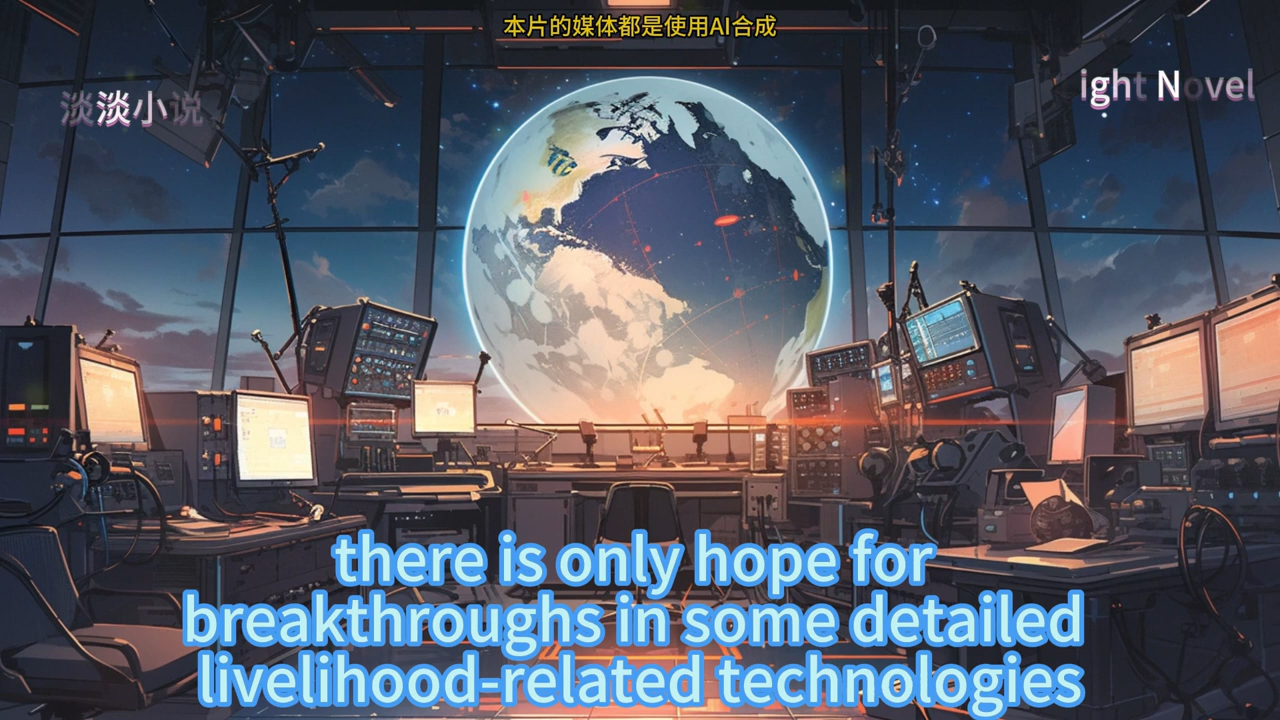 本片的媒体都是使用AI合成
淡淡小说
ight Novel
there is only hope for
breakthroughs in some detailed
livelihood-related technologies